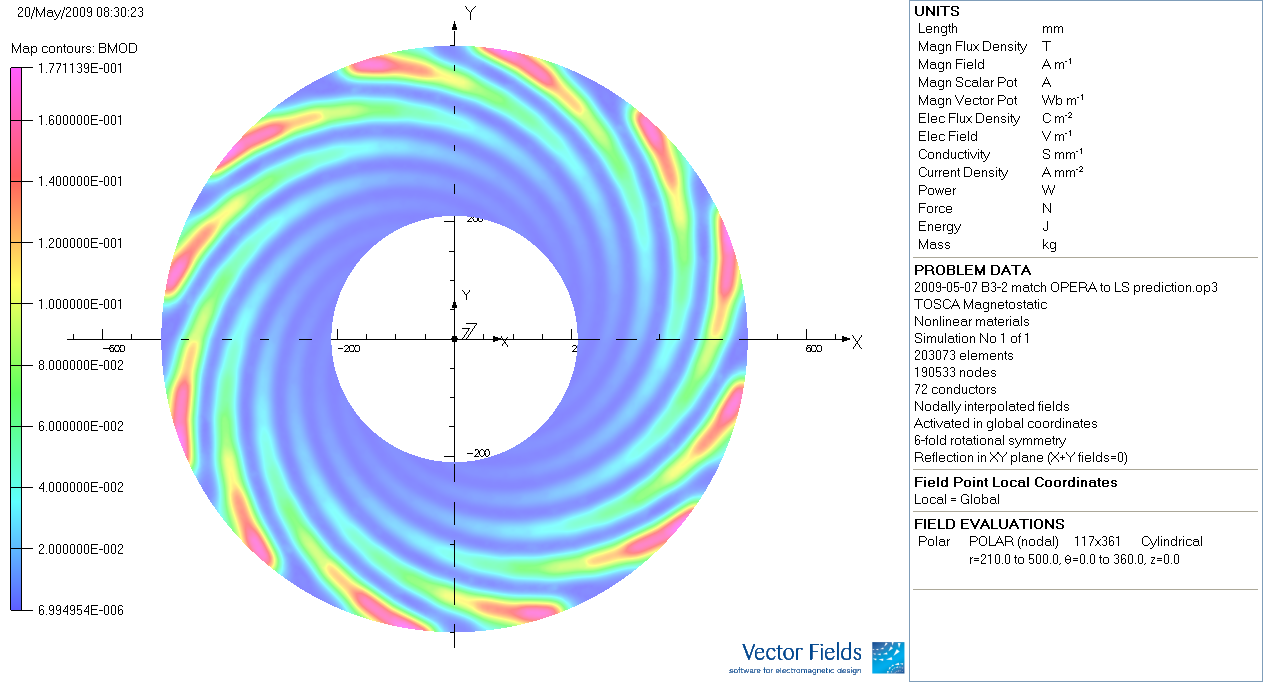 20/May/2009 08:30:23
Map contours: BMOD
1.771139E-001
1.600000E-001
1.400000E-001
1.200000E-001
1.000000E-001
8.000000E-002
6.000000E-002
4.000000E-002
2.000000E-002
6.994954E-006
Y
200
Y
Z
X
-600
-200
2
600
X
-200
Vector Fields
software for electromagnetic design
UNITS
Length mm
Magn Flux Density T
Magn Field A m⁻¹
Magn Scalar Pot A
Magn Vector Pot Wb m⁻¹
Elec Flux Density C m⁻²
Elec Field V m⁻¹
Conductivity S mm⁻¹
Current Density A mm⁻²
Power W
Force N
Energy J
Mass kg
PROBLEM DATA
2009-05-07 B3-2 match OPERA to LS prediction.op3
TOSCA Magnetostatic
Nonlinear materials
Simulation No 1 of 1
203073 elements
190533 nodes
72 conductors
Nodally interpolated fields
Activated in global coordinates
6-fold rotational symmetry
Reflection in XY plane (X+Y fields=0)
Field Point Local Coordinates
Local = Global
FIELD EVALUATIONS
Polar POLAR (nodal) 117x361 Cylindrical
r=210.0 to 500.0, θ=0.0 to 360.0, z=0.0